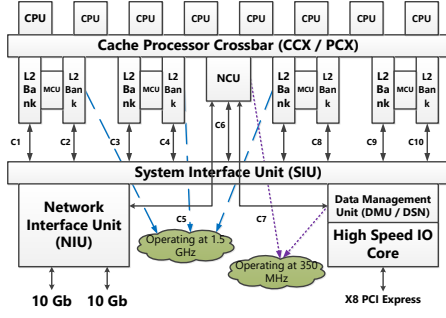 CPU CPU CPU CPU CPU CPU CPU CPU
Cache Processor Crossbar (CCX / PCX)
L2 Bank MCU L2 Bank
L2 Bank MCU L2 Bank
NCU
L2 Bank MCU L2 Bank
L2 Bank MCU L2 Bank
C1 C2 C3 C4 C6 C8 C9 C10
System Interface Unit (SIU)
Network
Interface Unit
(NIU)
C5
C7
Data Management
Unit (DMU / DSN)
High Speed IO
Core
Operating at 1.5
GHz
Operating at 350
MHz
10 Gb 10 Gb
X8 PCI Express